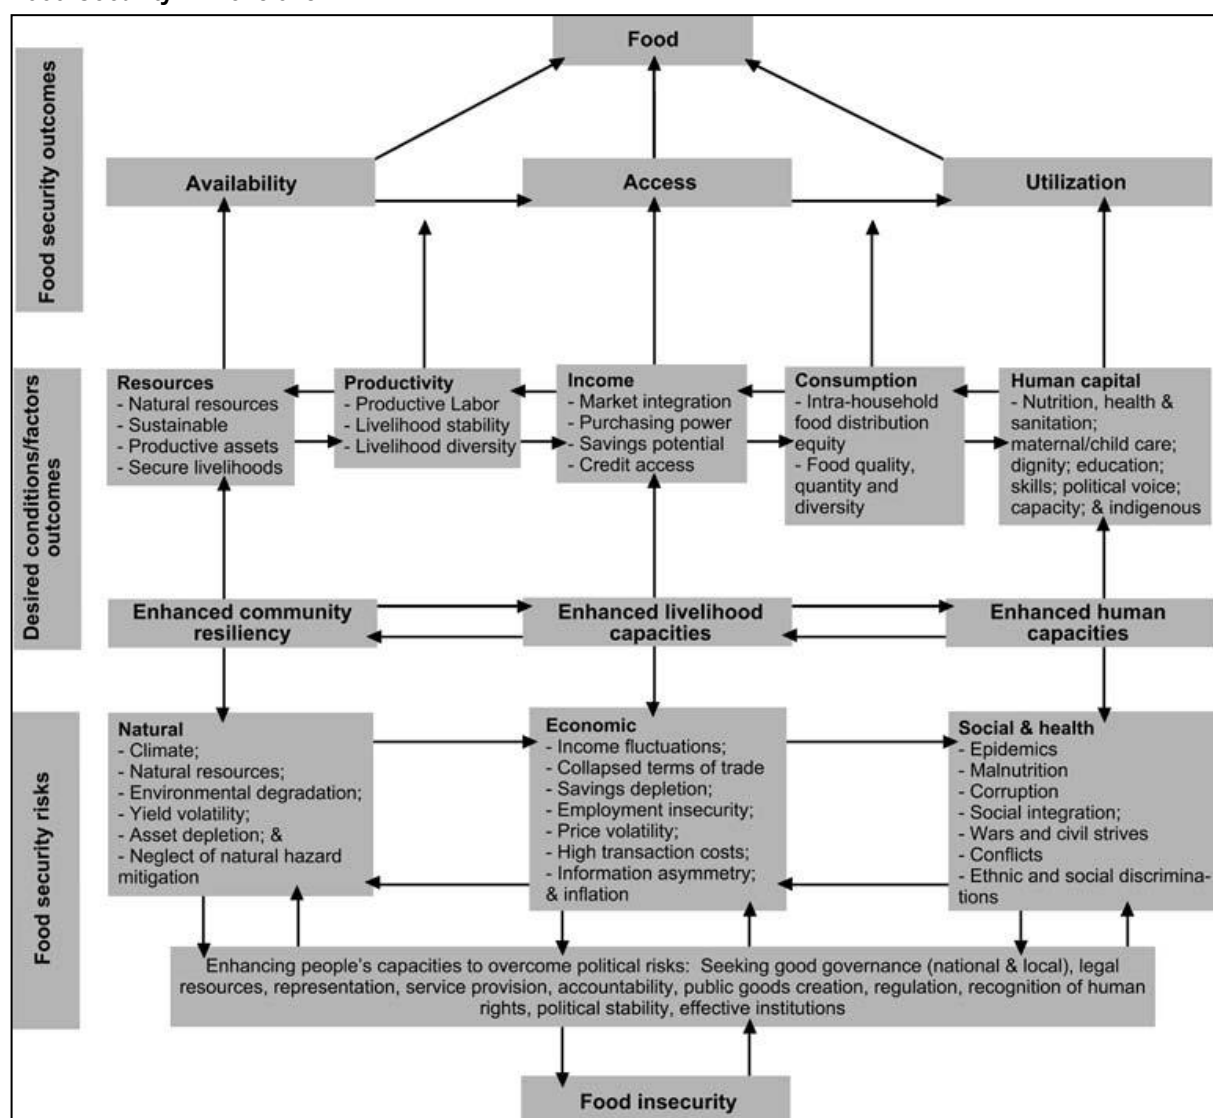 Food
Food security outcomes
Availability
Access
Utilization
Desired conditions/factors
outcomes
Resources
- Natural resources
- Sustainable
- Productive assets
- Secure livelihoods
Productivity
- Productive Labor
- Livelihood stability
- Livelihood diversity
Income
- Market integration
- Purchasing power
- Savings potential
- Credit access
Consumption
- Intra-household
food distribution
equity
- Food quality,
quantity and
diversity
Human capital
- Nutrition, health &
sanitation;
maternal/child care;
dignity; education;
skills; political voice;
capacity; & indigenous
Enhanced community
resiliency
Enhanced livelihood
capacities
Enhanced human
capacities
Food security risks
Natural
- Climate;
- Natural resources;
- Environmental degradation;
- Yield volatility;
- Asset depletion; &
- Neglect of natural hazard
mitigation
Economic
- Income fluctuations;
- Collapsed terms of trade
- Savings depletion;
- Employment insecurity;
- Price volatility;
- High transaction costs;
- Information asymmetry;
& inflation
Social & health
- Epidemics
- Malnutrition
- Corruption
- Social integration;
- Wars and civil strives
- Conflicts
- Ethnic and social discrimina-
tions
Enhancing people's capacities to overcome political risks: Seeking good governance (national & local), legal
resources, representation, service provision, accountability, public goods creation, regulation, recognition of human
rights, political stability, effective institutions
Food insecurity